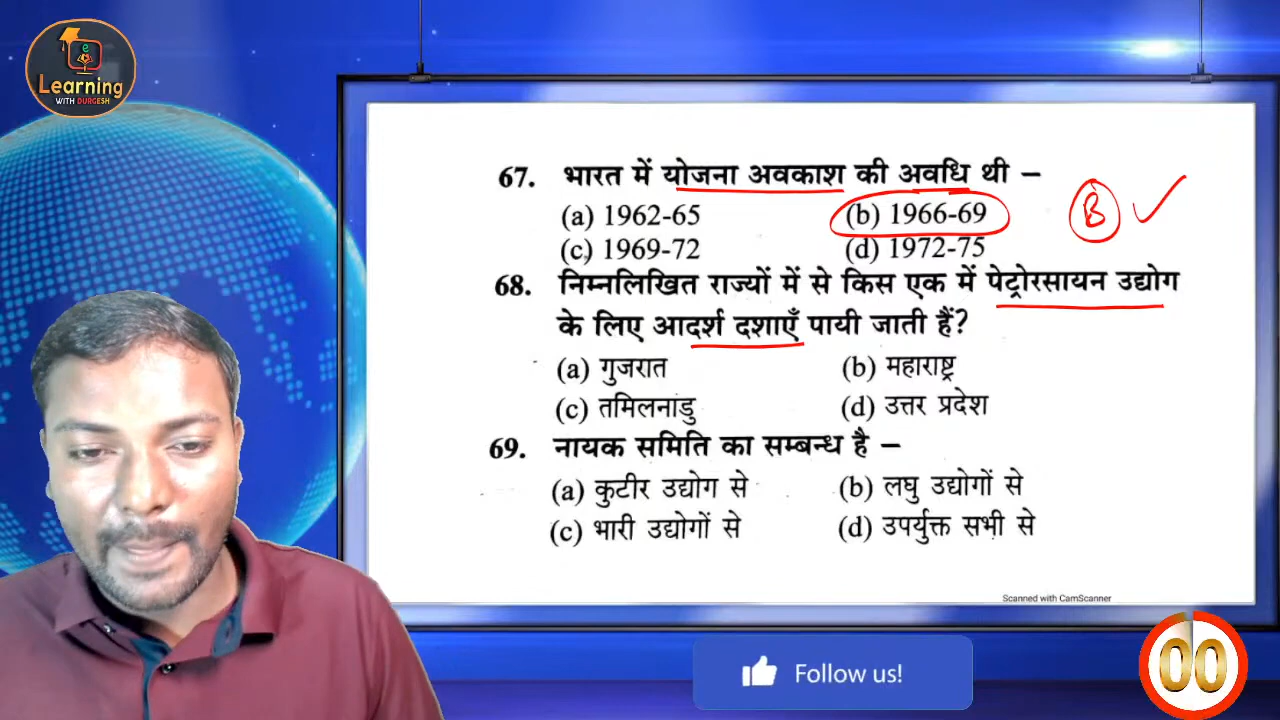 e
Learning
WITH DURGESH
67. भारत में योजना अवकाश की अवधि थी –
(a) 1962-65 (b) 1966-69
(c) 1969-72 (d) 1972-75
B
68. निम्नलिखित राज्यों में से किस एक में पेट्रोरसायन उद्योग
के लिए आदर्श दशाएँ पायी जाती हैं?
(a) गुजरात (b) महाराष्ट्र
(c) तमिलनाडु (d) उत्तर प्रदेश
69. नायक समिति का सम्बन्ध है –
(a) कुटीर उद्योग से (b) लघु उद्योगों से
(c) भारी उद्योगों से (d) उपर्युक्त सभी से
Scanned with CamScanner
Follow us!
00